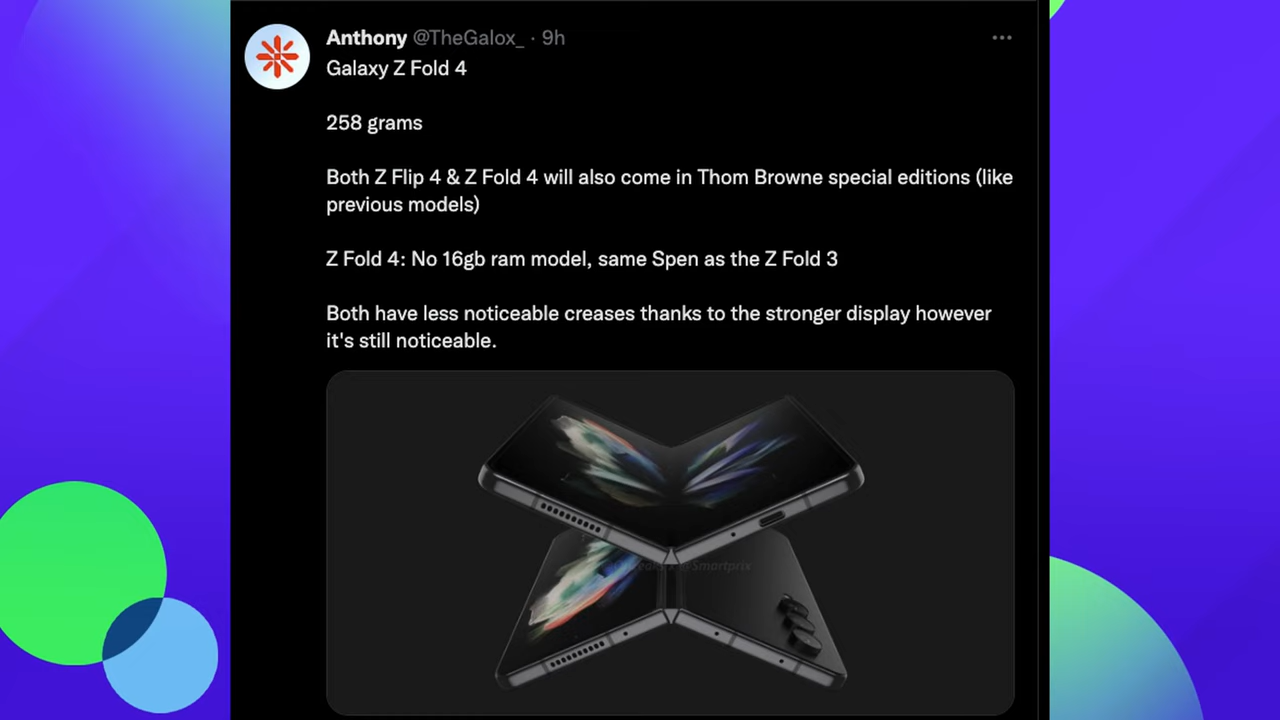 Anthony @TheGalox_ · 9h
Galaxy Z Fold 4
258 grams
Both Z Flip 4 & Z Fold 4 will also come in Thom Browne special editions (like
previous models)
Z Fold 4: No 16gb ram model, same Spen as the Z Fold 3
Both have less noticeable creases thanks to the stronger display however
it's still noticeable.
@Smartprix